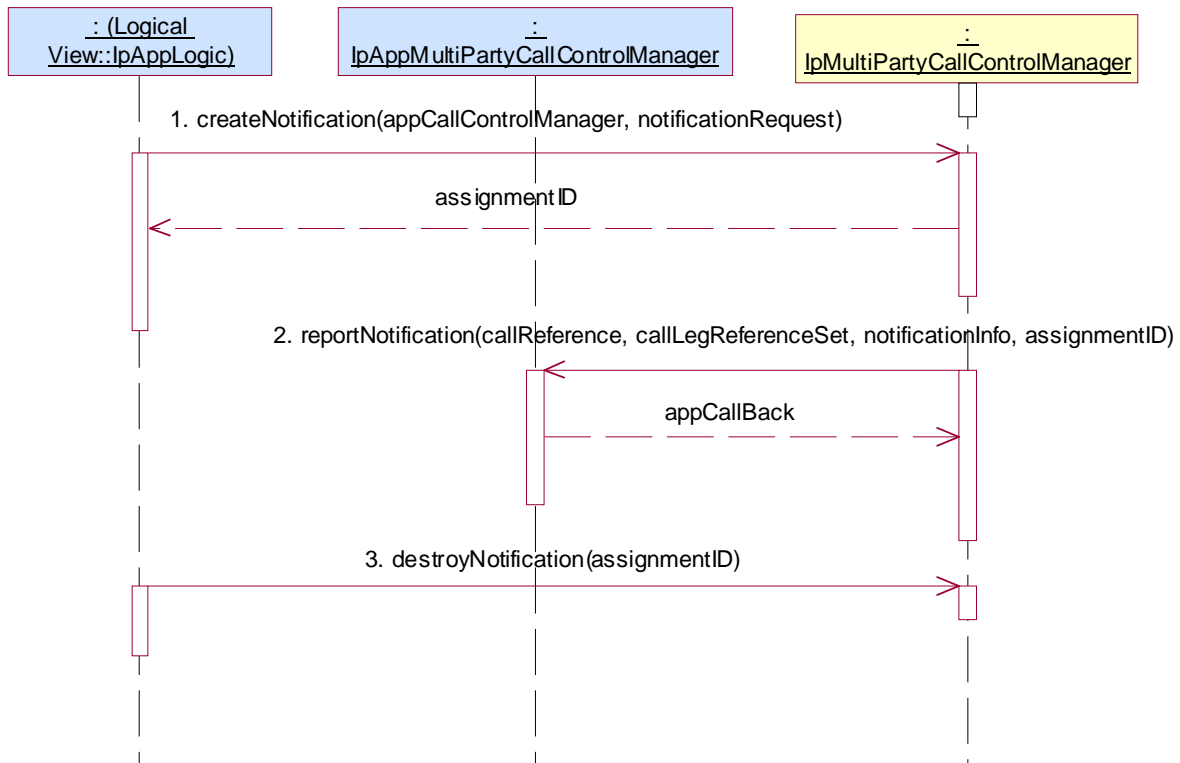 : (Logical
View::IpAppLogic)
:
IpAppMultiPartyCallControlManager
:
IpMultiPartyCallControlManager
1. createNotification(appCallControlManager, notificationRequest)
assignmentID
2. reportNotification(callReference, callLegReferenceSet, notificationInfo, assignmentID)
appCallBack
3. destroyNotification(assignmentID)